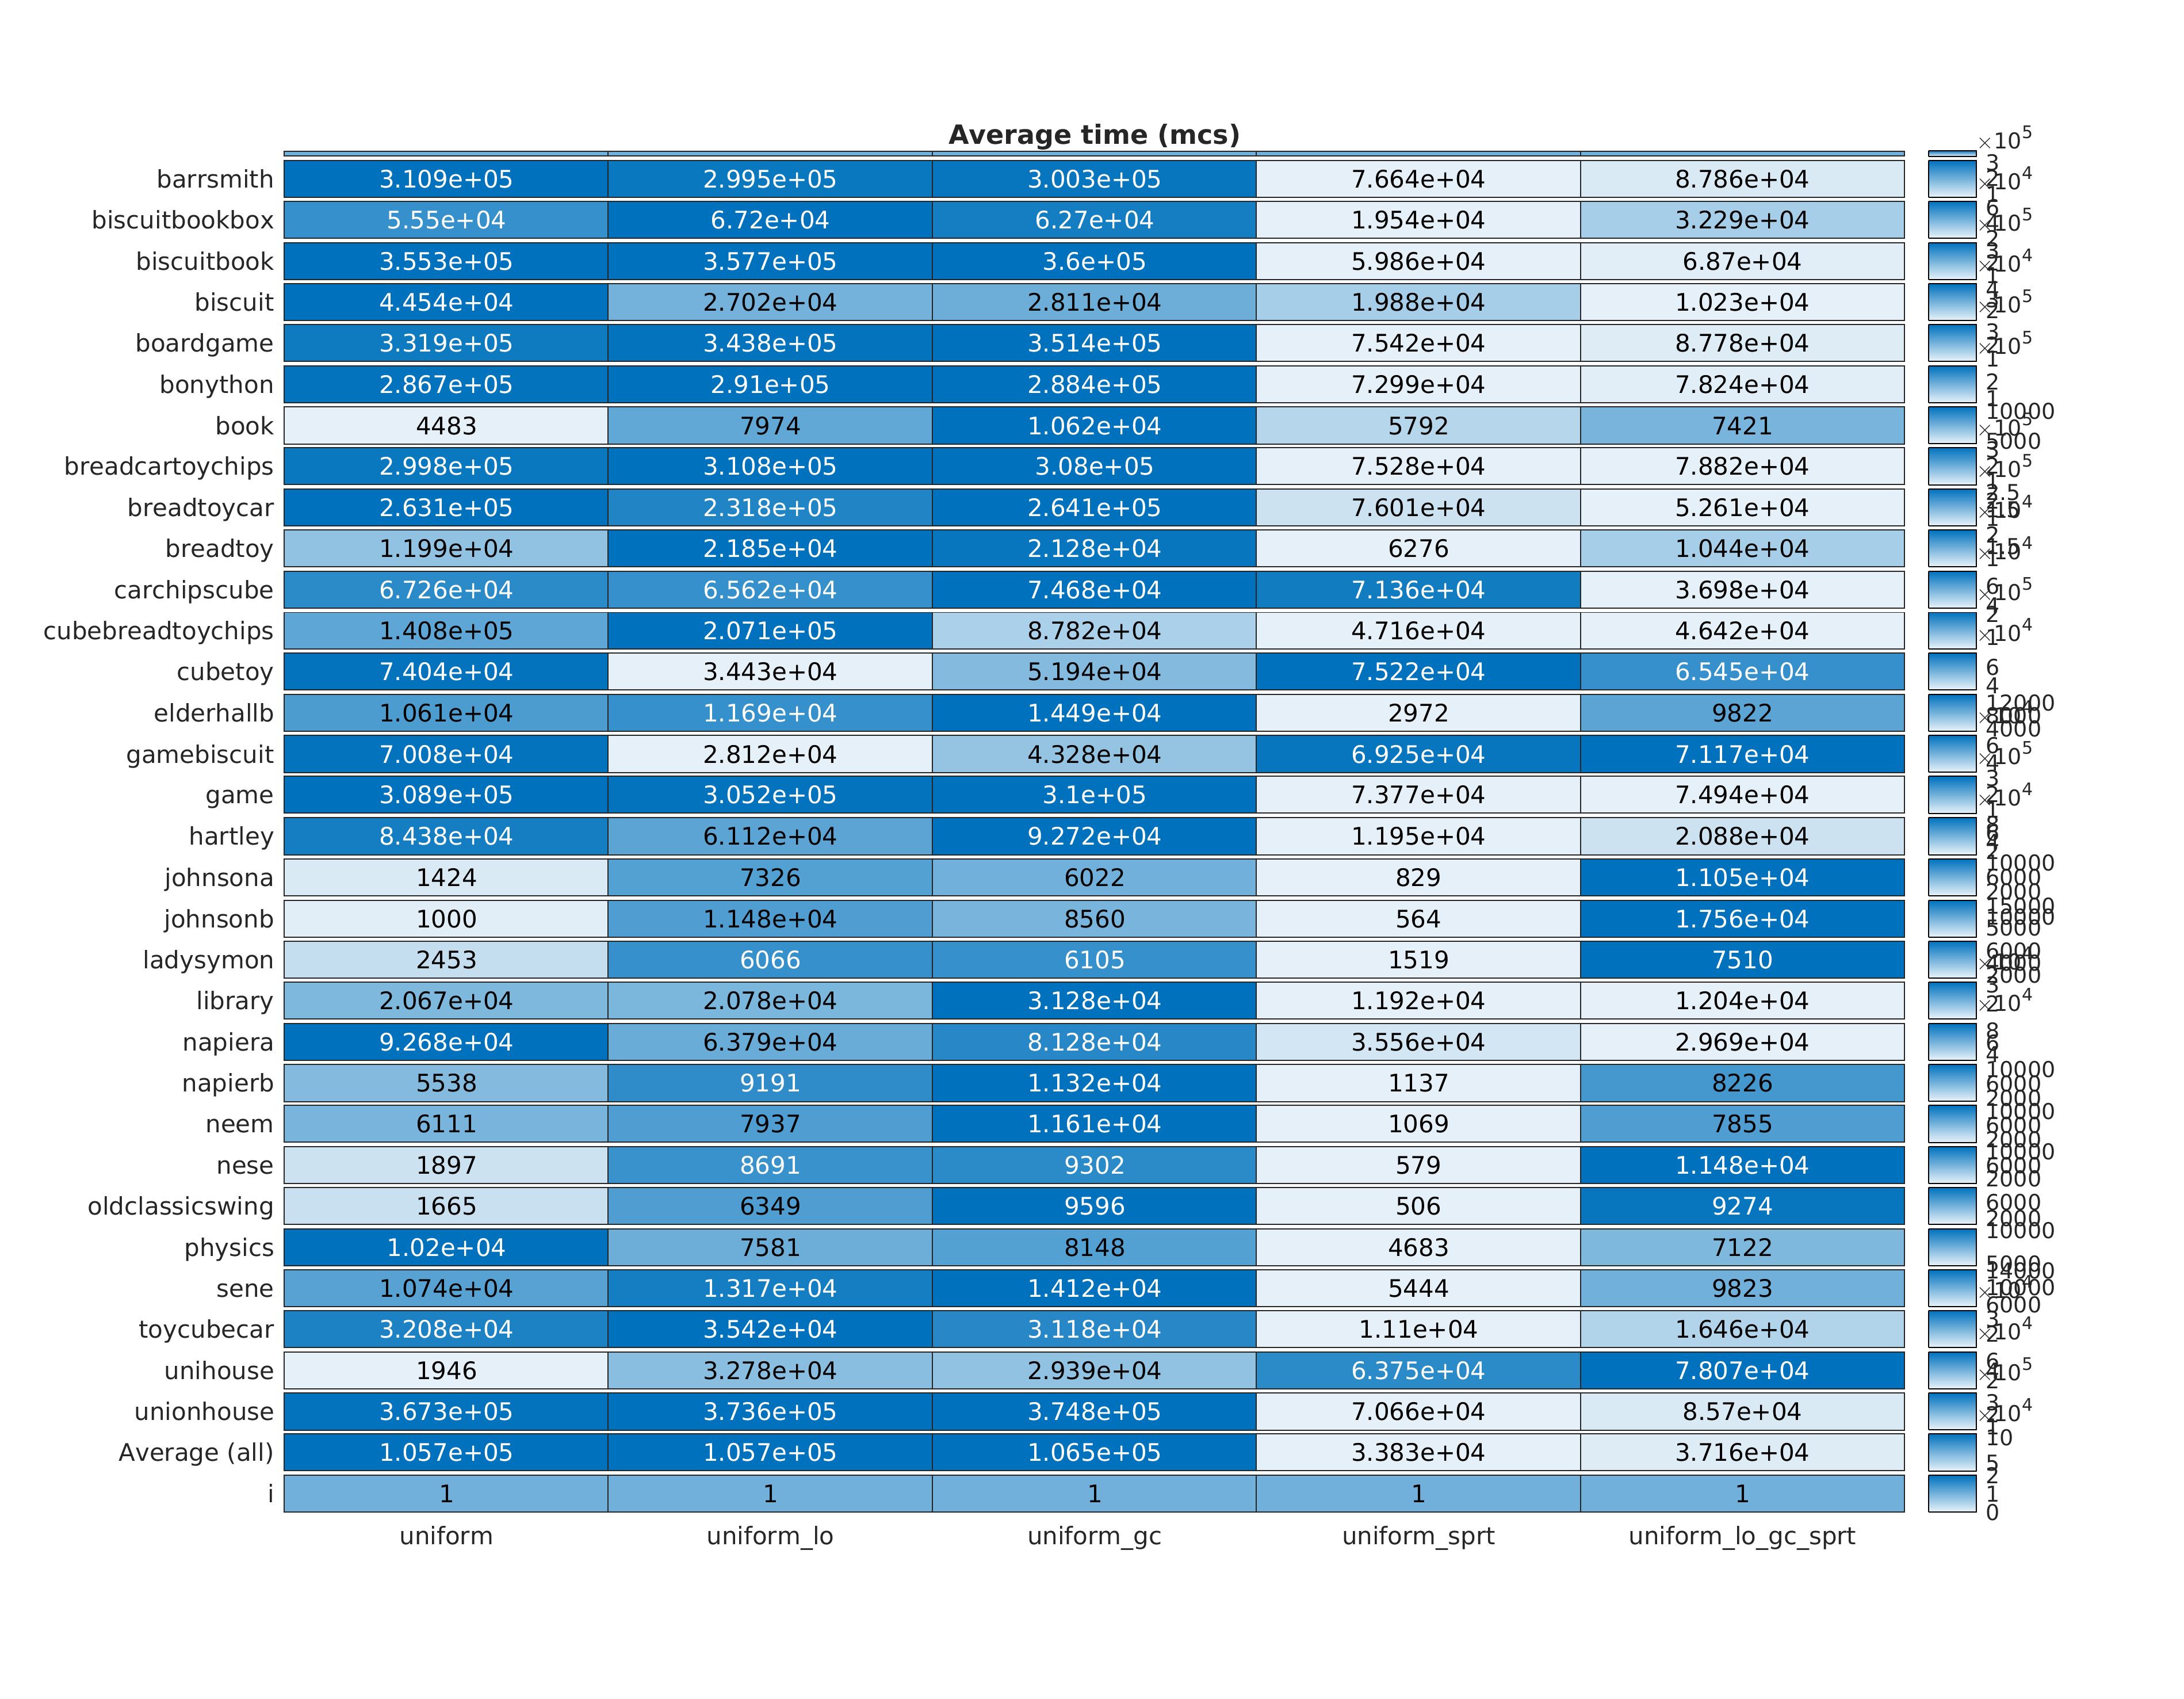 Average time (mcs)
barrsmith 3.109e+05 2.995e+05 3.003e+05 7.664e+04 8.786e+04
biscuitbookbox 5.55e+04 6.72e+04 6.27e+04 1.954e+04 3.229e+04
biscuitbook 3.553e+05 3.577e+05 3.6e+05 5.986e+04 6.87e+04
biscuit 4.454e+04 2.702e+04 2.811e+04 1.988e+04 1.023e+04
boardgame 3.319e+05 3.438e+05 3.514e+05 7.542e+04 8.778e+04
bonython 2.867e+05 2.91e+05 2.884e+05 7.299e+04 7.824e+04
book 4483 7974 1.062e+04 5792 7421
breadcartoychips 2.998e+05 3.108e+05 3.08e+05 7.528e+04 7.882e+04
breadtoycar 2.631e+05 2.318e+05 2.641e+05 7.601e+04 5.261e+04
breadtoy 1.199e+04 2.185e+04 2.128e+04 6276 1.044e+04
carchipscube 6.726e+04 6.562e+04 7.468e+04 7.136e+04 3.698e+04
cubebreadtoychips 1.408e+05 2.071e+05 8.782e+04 4.716e+04 4.642e+04
cubetoy 7.404e+04 3.443e+04 5.194e+04 7.522e+04 6.545e+04
elderhallb 1.061e+04 1.169e+04 1.449e+04 2972 9822
gamebiscuit 7.008e+04 2.812e+04 4.328e+04 6.925e+04 7.117e+04
game 3.089e+05 3.052e+05 3.1e+05 7.377e+04 7.494e+04
hartley 8.438e+04 6.112e+04 9.272e+04 1.195e+04 2.088e+04
johnsona 1424 7326 6022 829 1.105e+04
johnsonb 1000 1.148e+04 8560 564 1.756e+04
ladysymon 2453 6066 6105 1519 7510
library 2.067e+04 2.078e+04 3.128e+04 1.192e+04 1.204e+04
napiera 9.268e+04 6.379e+04 8.128e+04 3.556e+04 2.969e+04
napierb 5538 9191 1.132e+04 1137 8226
neem 6111 7937 1.161e+04 1069 7855
nese 1897 8691 9302 579 1.148e+04
oldclassicswing 1665 6349 9596 506 9274
physics 1.02e+04 7581 8148 4683 7122
sene 1.074e+04 1.317e+04 1.412e+04 5444 9823
toycubecar 3.208e+04 3.542e+04 3.118e+04 1.11e+04 1.646e+04
unihouse 1946 3.278e+04 2.939e+04 6.375e+04 7.807e+04
unionhouse 3.673e+05 3.736e+05 3.748e+05 7.066e+04 8.57e+04
Average (all) 1.057e+05 1.057e+05 1.065e+05 3.383e+04 3.716e+04
i 1 1 1 1 1
uniform uniform_lo uniform_gc uniform_sprt uniform_lo_gc_sprt